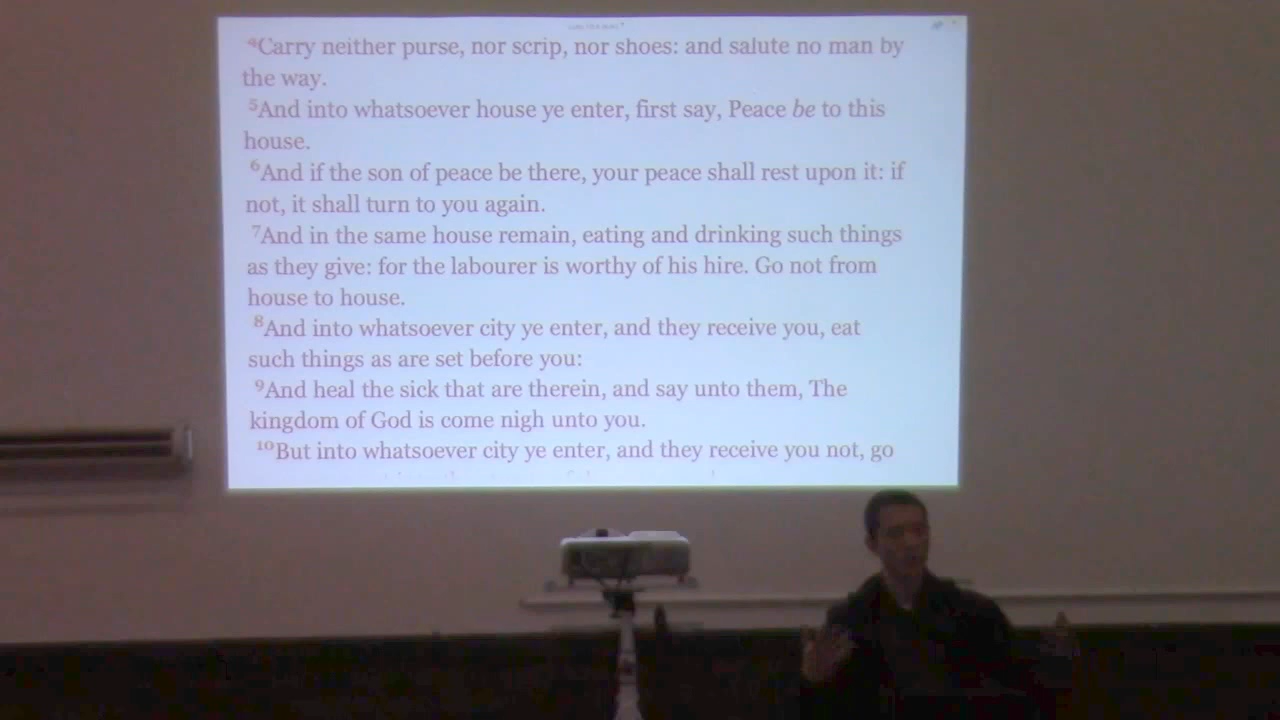 ⁴Carry neither purse, nor scrip, nor shoes: and salute no man by
the way.
⁵And into whatsoever house ye enter, first say, Peace be to this
house.
⁶And if the son of peace be there, your peace shall rest upon it: if
not, it shall turn to you again.
⁷And in the same house remain, eating and drinking such things
as they give: for the labourer is worthy of his hire. Go not from
house to house.
⁸And into whatsoever city ye enter, and they receive you, eat
such things as are set before you:
⁹And heal the sick that are therein, and say unto them, The
kingdom of God is come nigh unto you.
¹⁰But into whatsoever city ye enter, and they receive you not, go